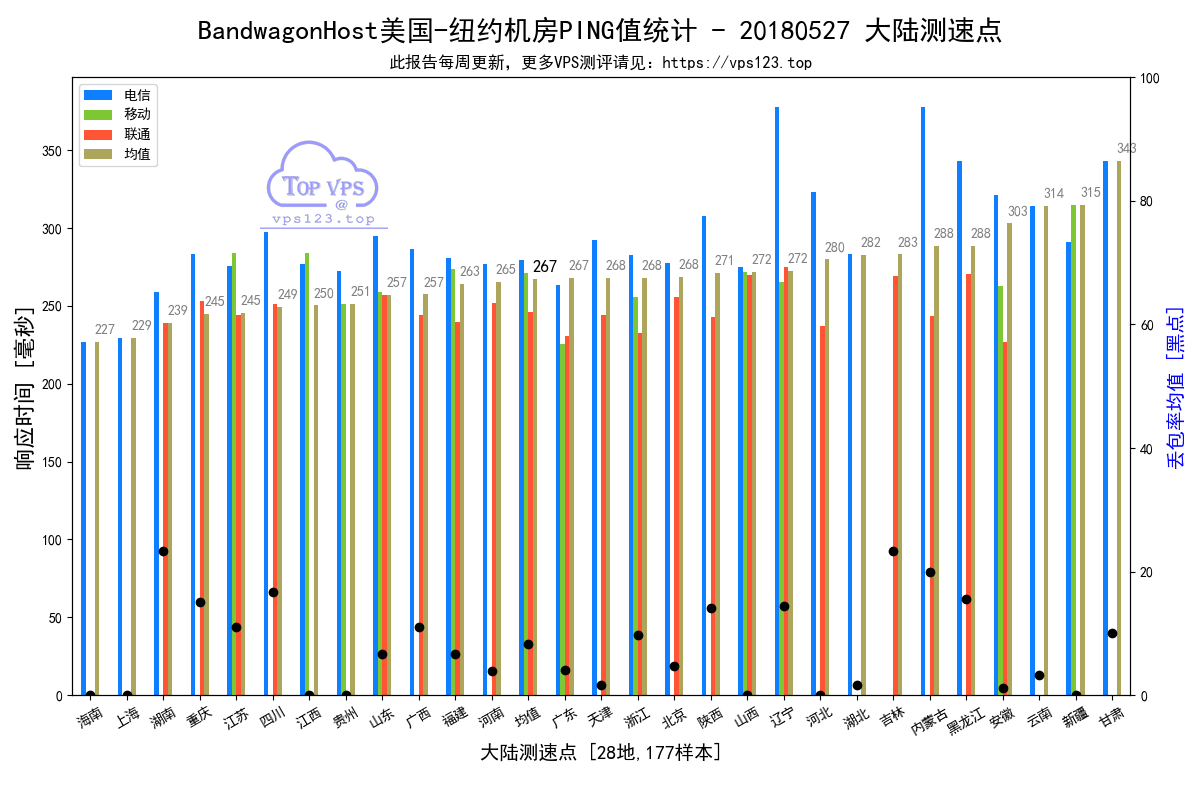 BandwagonHost美国-纽约机房PING值统计 - 20180527 大陆测速点
此报告每周更新，更多VPS测评请见：https://vps123.top
电信
移动
联通
均值
TOP VPS
@
vps123.top
响应时间 [毫秒]
0
50
100
150
200
250
300
350
227
229
239
245
245
249
250
251
257
257
263
265
267
267
268
268
268
271
272
272
280
282
283
288
288
303
314
315
343
0
20
40
60
80
100
丢包率均值 [黑点]
海南
上海
湖南
重庆
江苏
四川
江西
贵州
山东
广西
福建
河南
均值
广东
天津
浙江
北京
陕西
山西
辽宁
河北
湖北
吉林
内蒙古
黑龙江
安徽
云南
新疆
甘肃
大陆测速点 [28地,177样本]